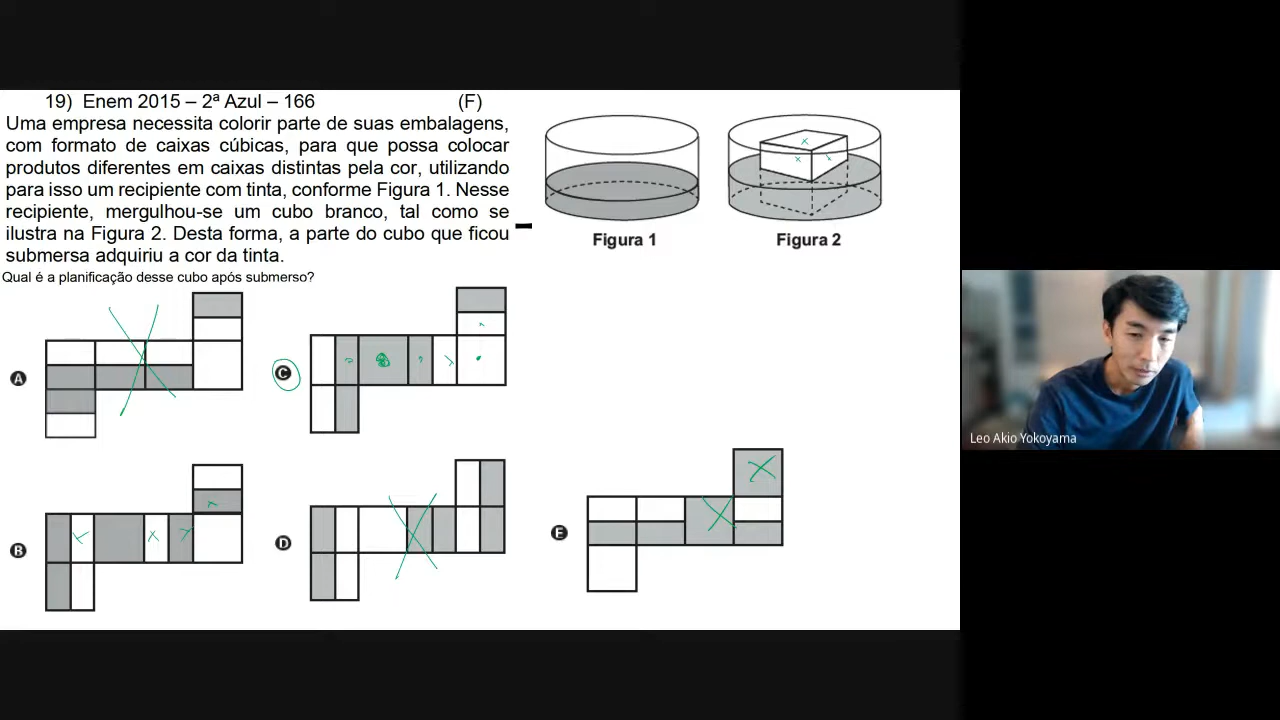 19) Enem 2015 – 2ª Azul – 166 (F)
Uma empresa necessita colorir parte de suas embalagens,
com formato de caixas cúbicas, para que possa colocar
produtos diferentes em caixas distintas pela cor, utilizando
para isso um recipiente com tinta, conforme Figura 1. Nesse
recipiente, mergulhou-se um cubo branco, tal como se
ilustra na Figura 2. Desta forma, a parte do cubo que ficou
submersa adquiriu a cor da tinta.
Qual é a planificação desse cubo após submerso?
Figura 1
Figura 2
A
C
B
D
E
Leo Akio Yokoyama